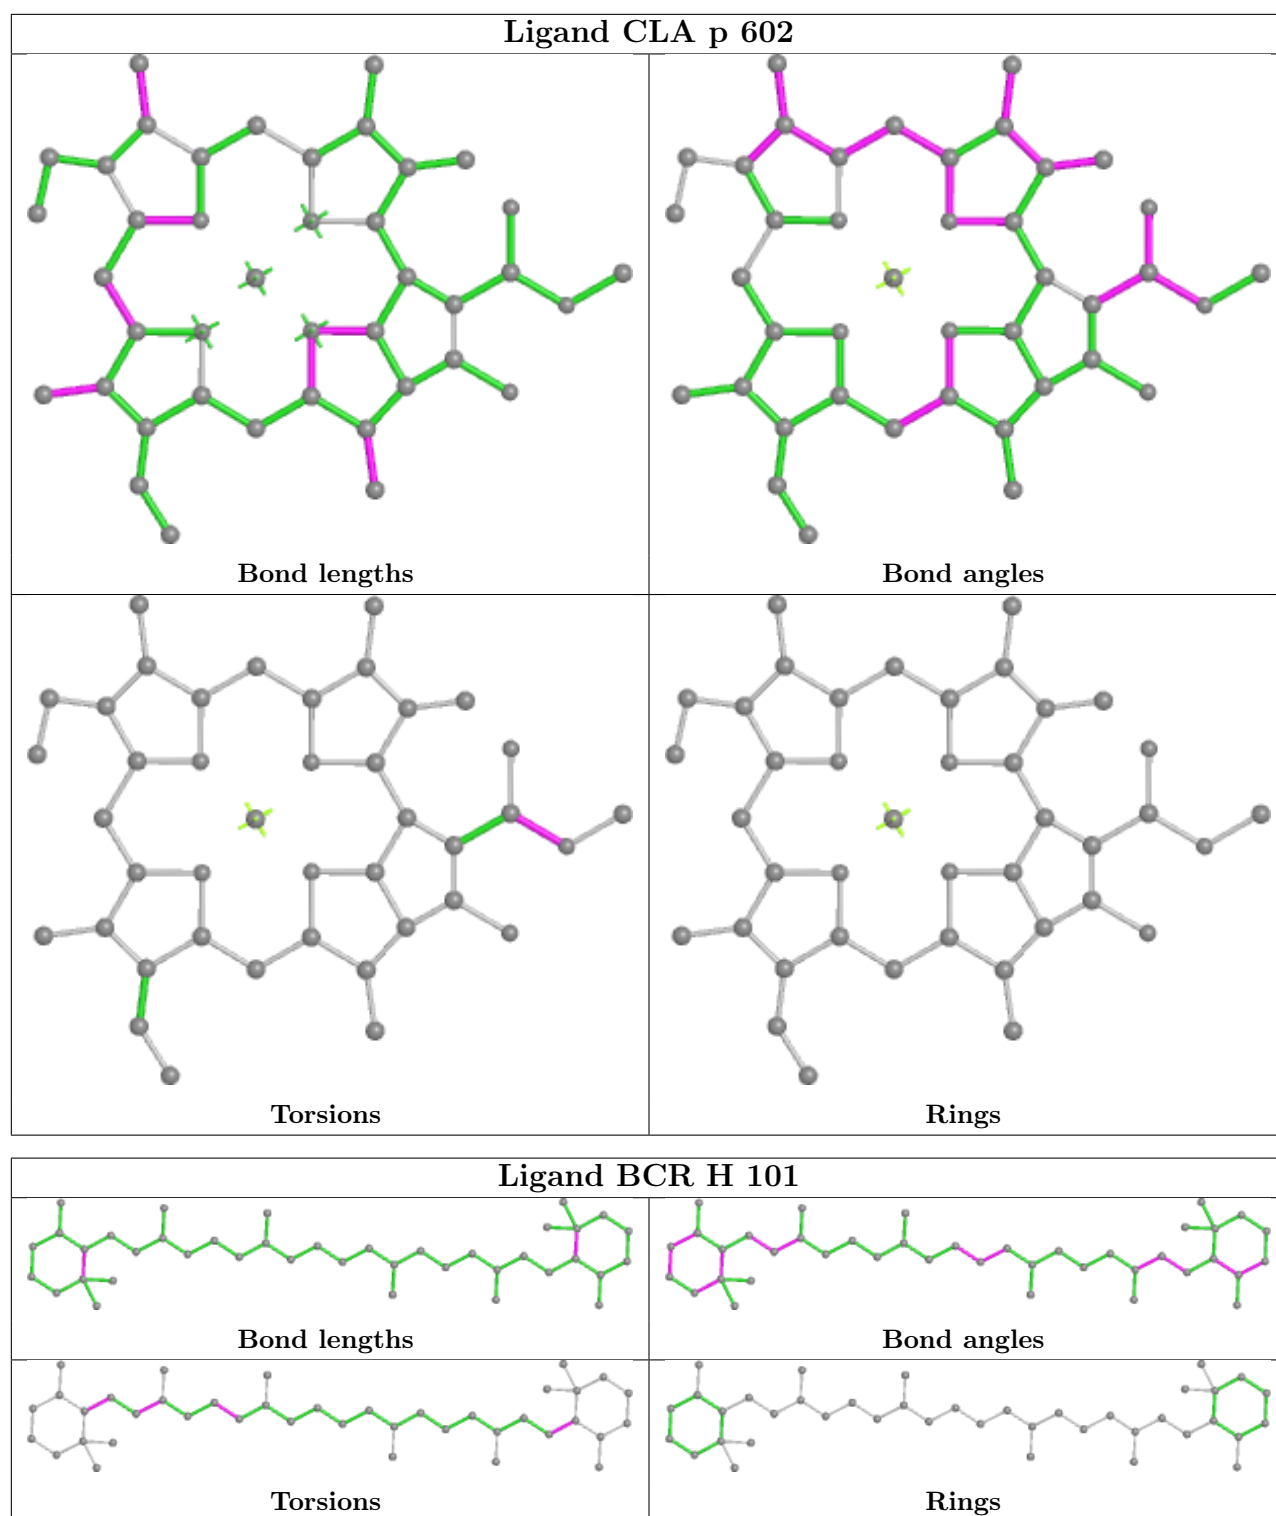 Ligand CLA p 602
Bond lengths
Bond angles
Torsions
Rings
Ligand BCR H 101
Bond lengths
Bond angles
Torsions
Rings